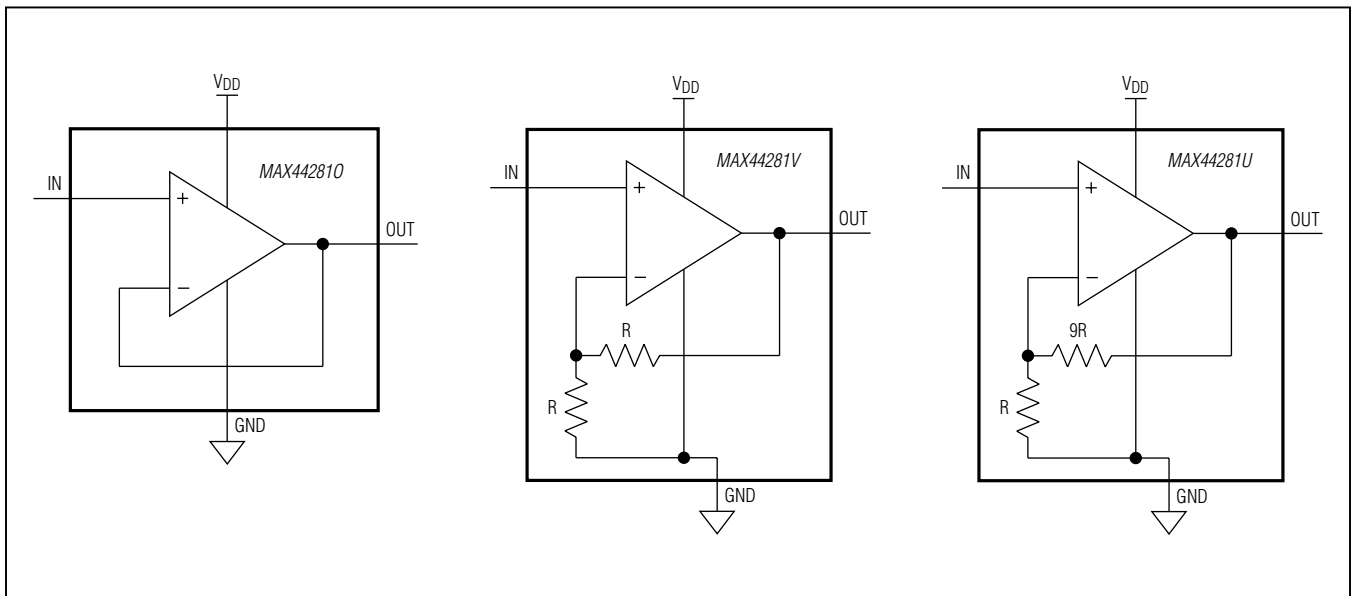 VDD
MAX44281O
IN
+
OUT
−
GND
VDD
MAX44281V
IN
+
OUT
−
R
R
GND
VDD
MAX44281U
IN
+
OUT
−
9R
R
GND